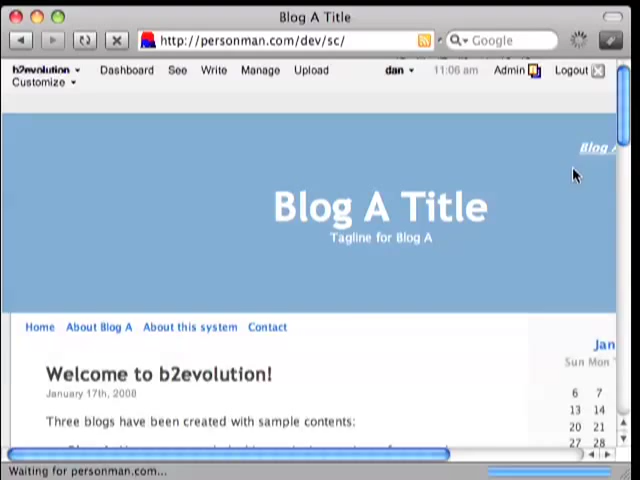 Blog A Title
http://personman.com/dev/sc/
Google
b2evolution Dashboard See Write Manage Upload dan 11:06 am Admin Logout
Customize
Blog
Blog A Title
Tagline for Blog A
Home About Blog A About this system Contact
Jan
Welcome to b2evolution!
Sun Mon
January 17th, 2008
6 7
13 14
Three blogs have been created with sample contents:
20 21
27 28
Waiting for personman.com...